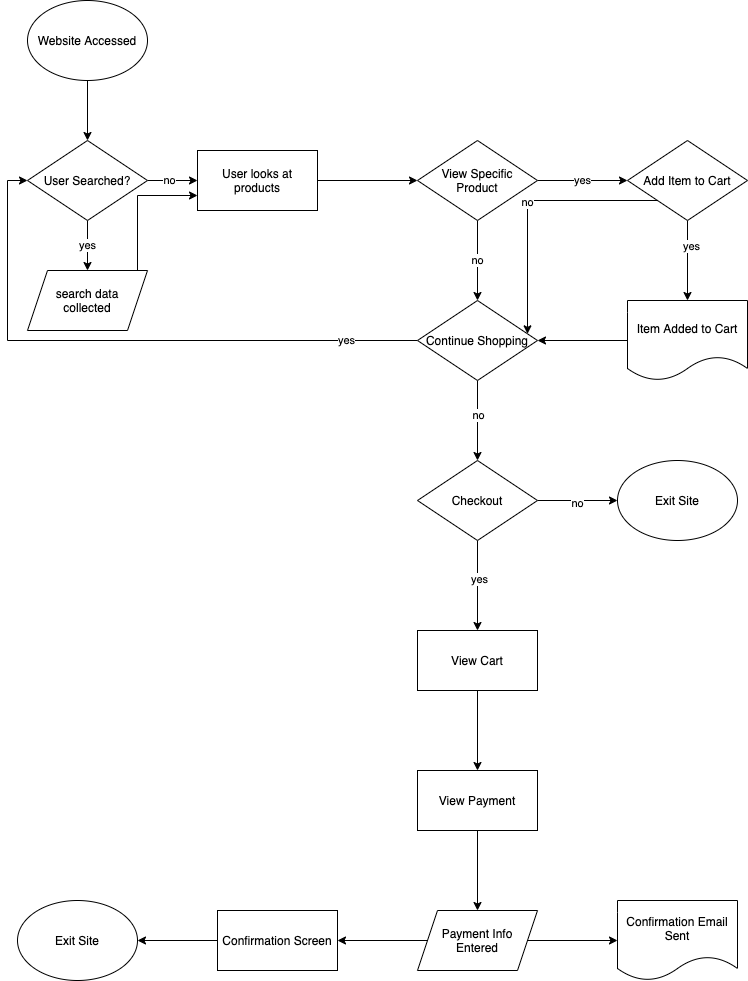 Website Accessed
User Searched?
no
User looks at
products
View Specific
Product
yes
Add Item to Cart
no
yes
no
yes
search data
collected
Continue Shopping
Item Added to Cart
yes
no
Checkout
no
Exit Site
yes
View Cart
View Payment
Exit Site
Confirmation Screen
Payment Info
Entered
Confirmation Email
Sent